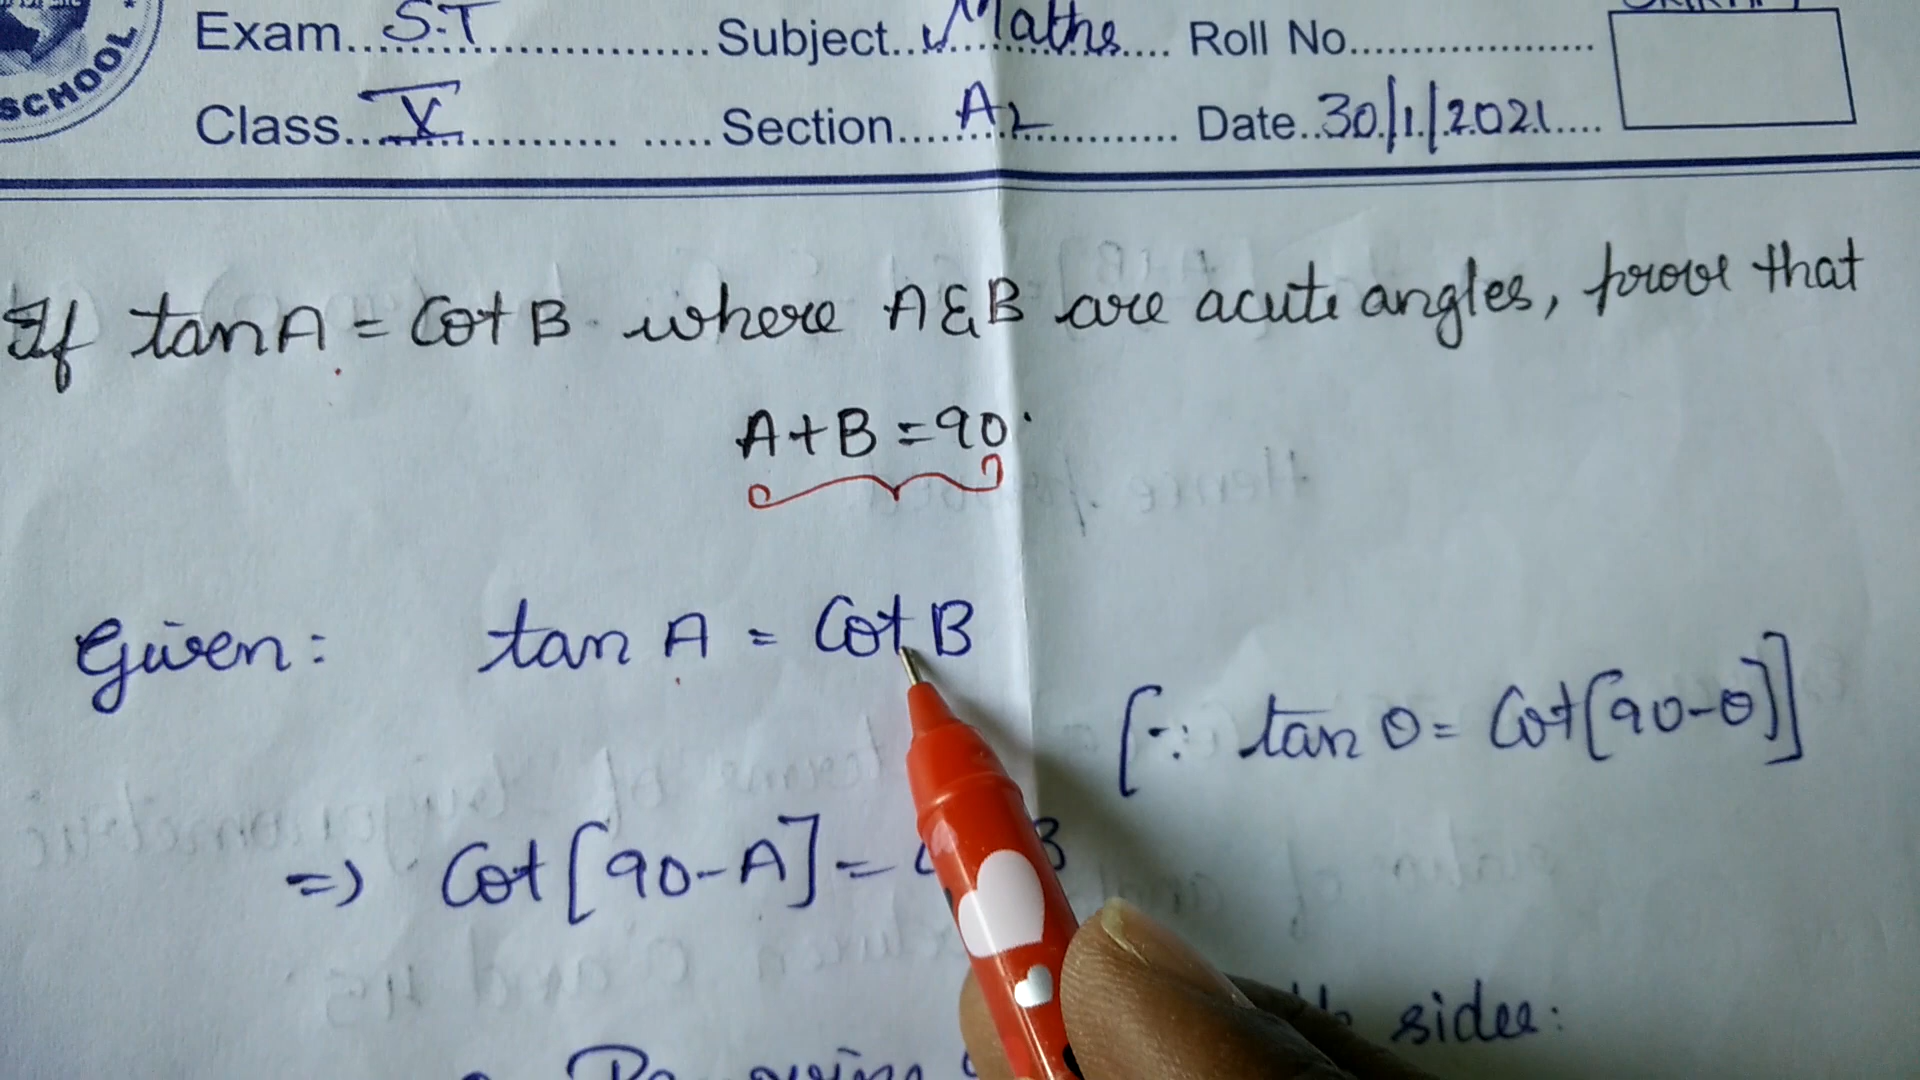 SCHOOL
Exam....S.T....................Subject...Maths.... Roll No.....................
Class....X............. .....Section.....A2.......... Date..30/1/2021....
If tan A = Cot B where A & B are acute angles, prove that
A+B=90°
Given: tan A = Cot B
[∵ tan θ = Cot[90-θ]]
=> Cot[90-A] = B
sides: